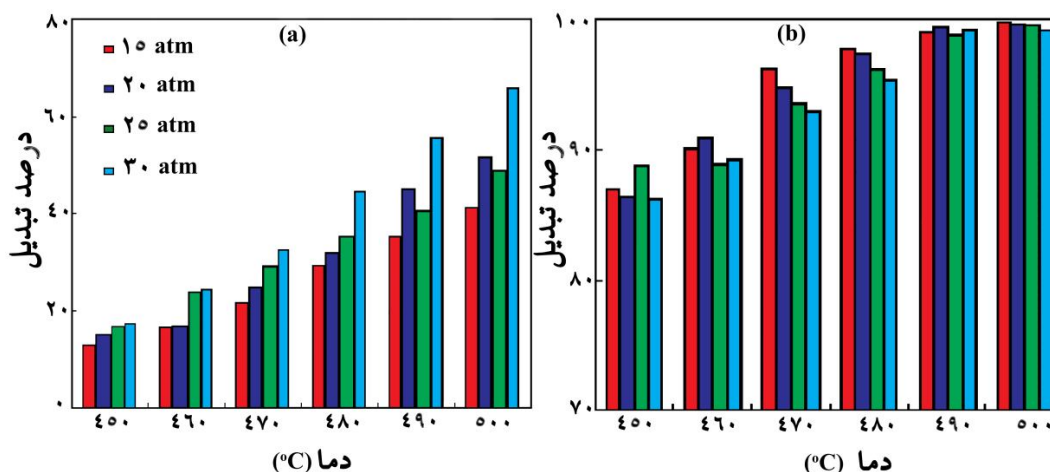 (a)
۱۵ atm
۲۰ atm
۲۵ atm
۳۰ atm
درصد تبدیل
۸۰
۶۰
۴۰
۲۰
۰
۴۵۰ ۴۶۰ ۴۷۰ ۴۸۰ ۴۹۰ ۵۰۰
دما (°C)
(b)
درصد تبدیل
۱۰۰
۹۰
۸۰
۷۰
۴۵۰ ۴۶۰ ۴۷۰ ۴۸۰ ۴۹۰ ۵۰۰
دما (°C)